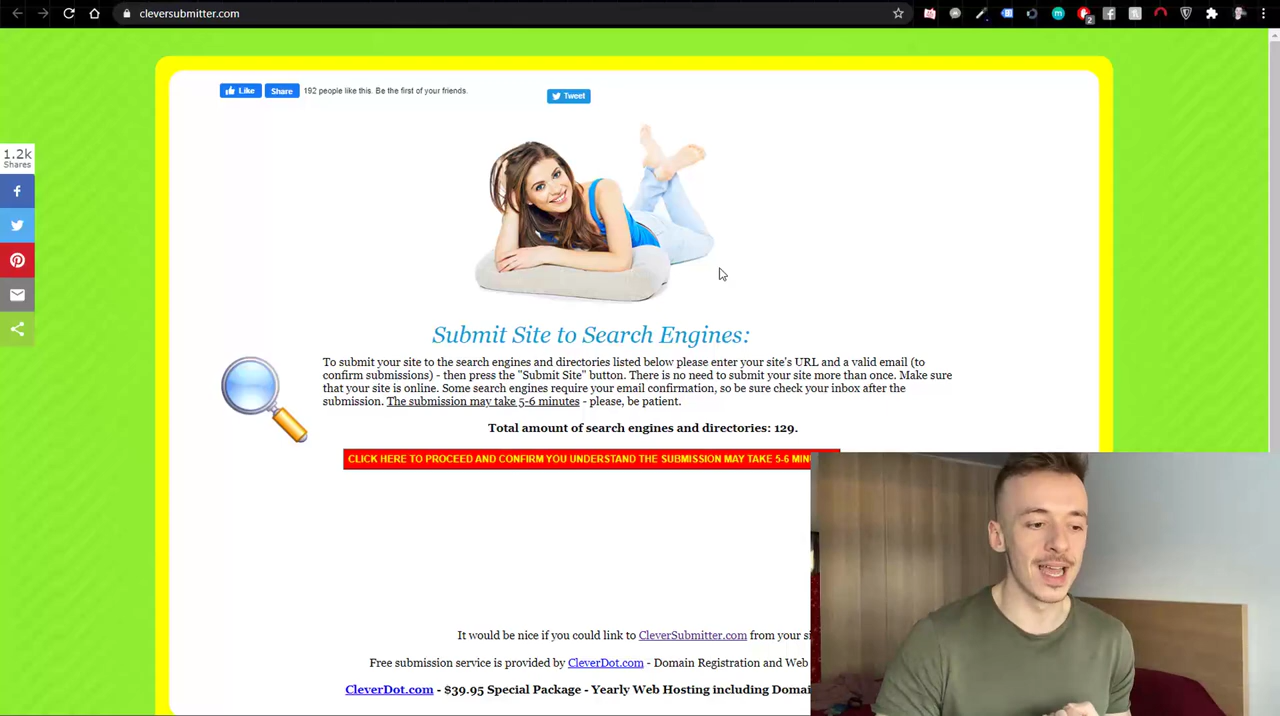 cleversubmitter.com
2
Like
Share
192 people like this. Be the first of your friends.
Tweet
1.2k
Shares
Submit Site to Search Engines:
To submit your site to the search engines and directories listed below please enter your site's URL and a valid email (to
confirm submissions) - then press the "Submit Site" button. There is no need to submit your site more than once. Make sure
that your site is online. Some search engines require your email confirmation, so be sure check your inbox after the
submission. The submission may take 5-6 minutes - please, be patient.
Total amount of search engines and directories: 129.
CLICK HERE TO PROCEED AND CONFIRM YOU UNDERSTAND THE SUBMISSION MAY TAKE 5-6 MIN
It would be nice if you could link to CleverSubmitter.com from your si
Free submission service is provided by CleverDot.com - Domain Registration and Web
CleverDot.com - $39.95 Special Package - Yearly Web Hosting including Domai